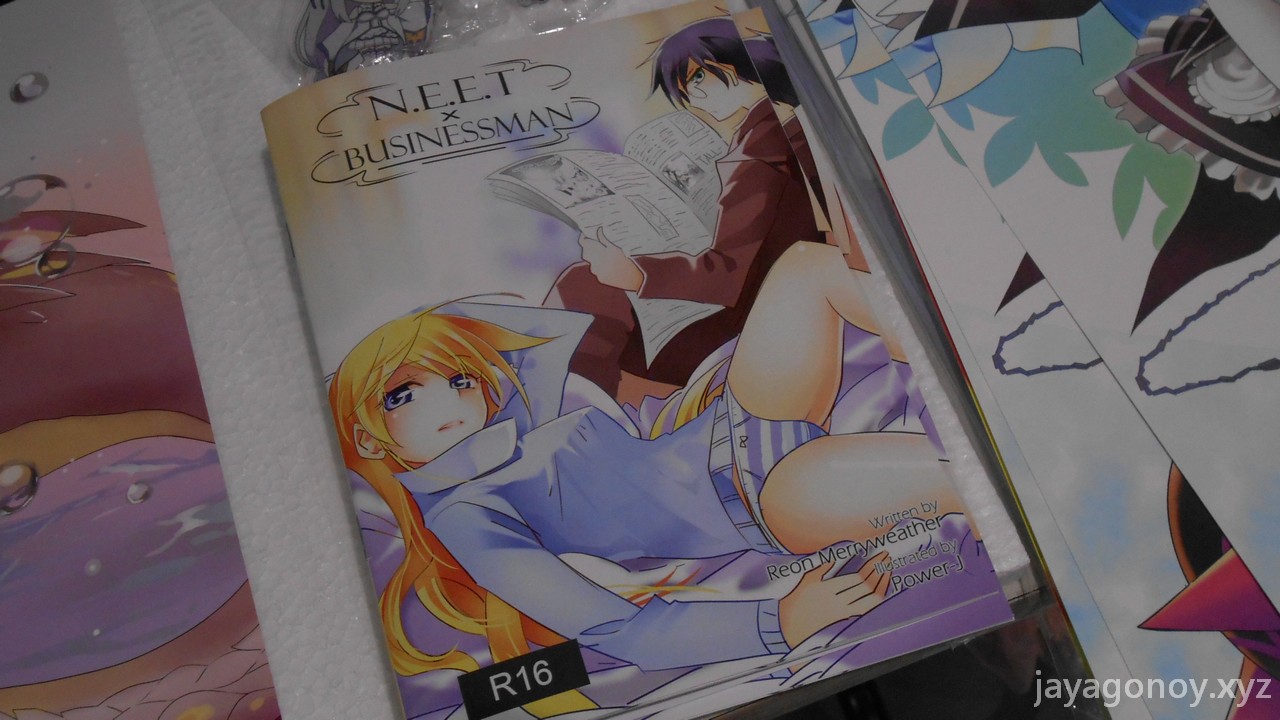 N.E.E.T
×
BUSINESSMAN
Written by
Reon Merryweather
Illustrated by
Power-J
R16
jayagonoy.xyz